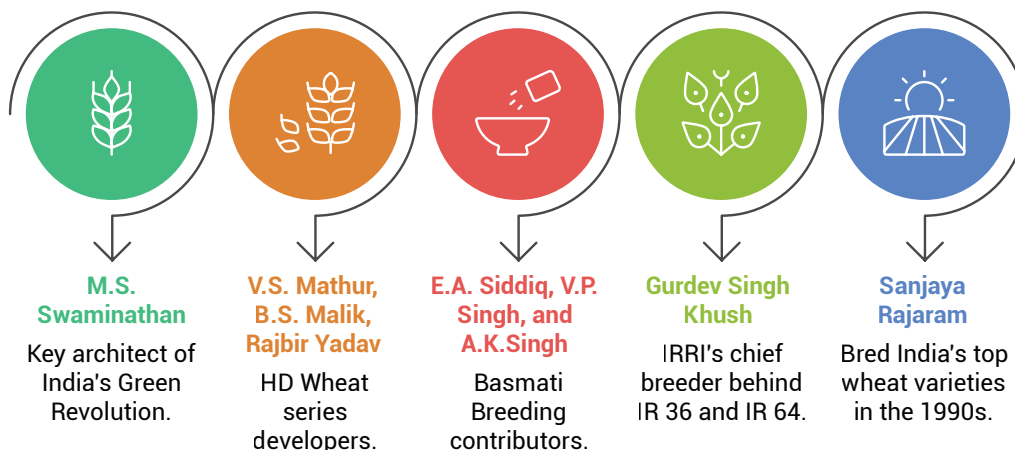 M.S.
Swaminathan
Key architect of
India's Green
Revolution.
V.S. Mathur,
B.S. Malik,
Rajbir Yadav
HD Wheat
series
developers.
E.A. Siddiq, V.P.
Singh, and
A.K.Singh
Basmati
Breeding
contributors.
Gurdev Singh
Khush
IRRI's chief
breeder behind
IR 36 and IR 64.
Sanjaya
Rajaram
Bred India's top
wheat varieties
in the 1990s.